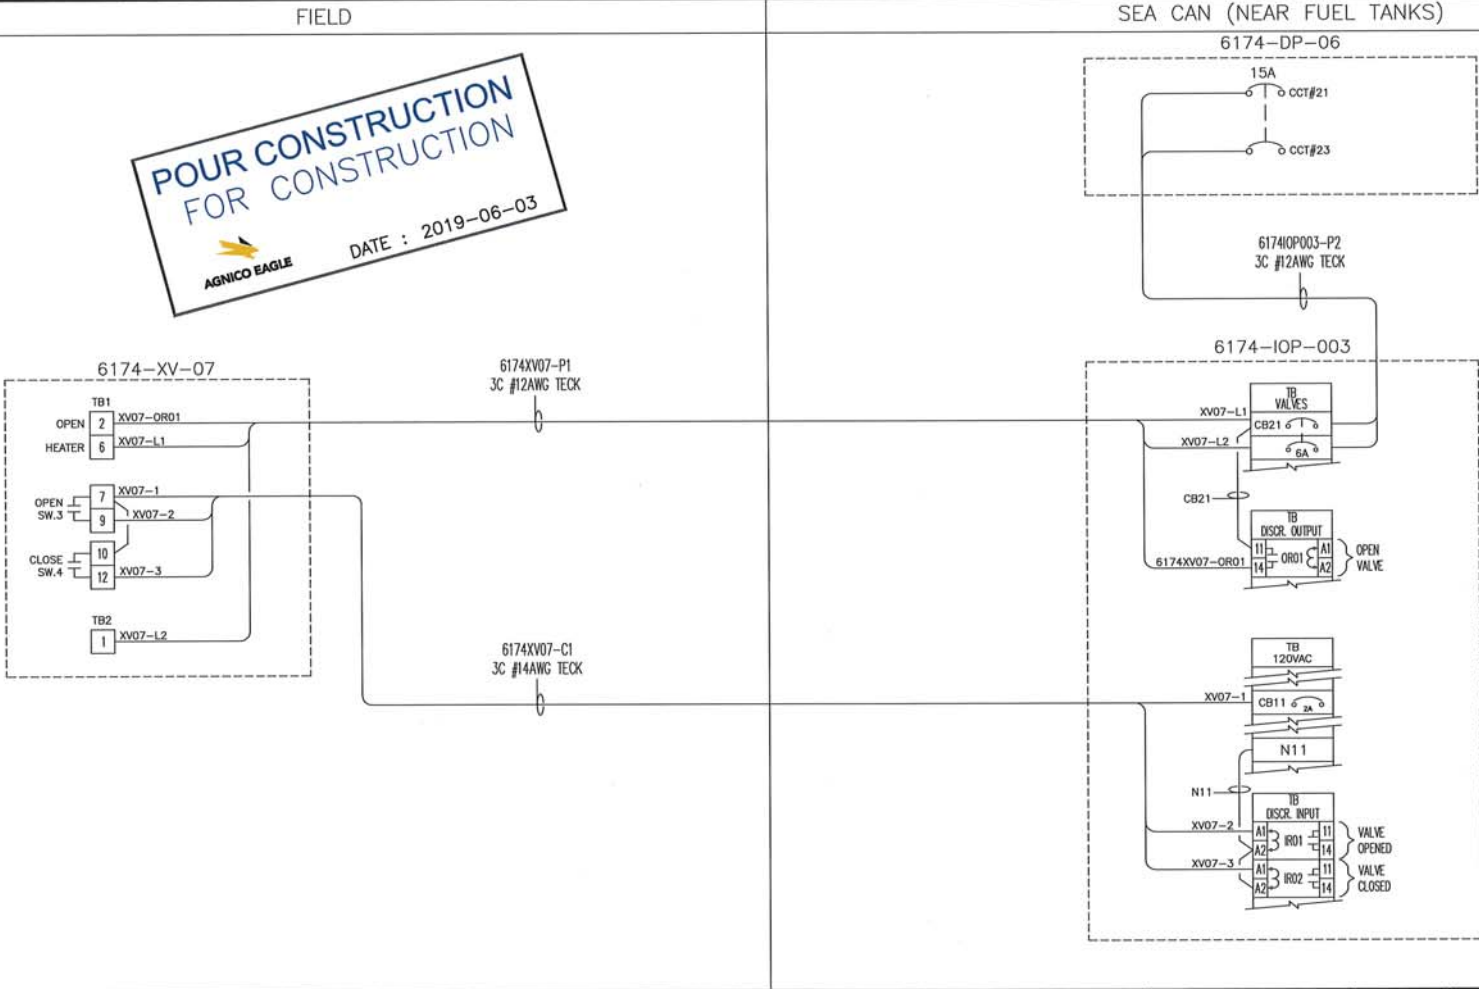 FIELD
SEA CAN (NEAR FUEL TANKS)
6174-DP-06
15A
CCT#21
CCT#23
POUR CONSTRUCTION
FOR CONSTRUCTION
DATE : 2019-06-03
AGNICO EAGLE
6174IOP003-P2
3C #12AWG TECK
6174-XV-07
6174XV07-P1
3C #12AWG TECK
6174-IOP-003
TB1
OPEN 2 XV07-OR01
HEATER 6 XV07-L1
OPEN
SW.3
7 XV07-1
9 XV07-2
CLOSE
SW.4
10
12 XV07-3
TB2
1 XV07-L2
TB
VALVES
XV07-L1
CB21
XV07-L2
6A
CB21
TB
DISCR. OUTPUT
11 OR01 A1
6174XV07-OR01 14 A2
OPEN
VALVE
6174XV07-C1
3C #14AWG TECK
TB
120VAC
XV07-1 CB11 2A
N11
N11
TB
DISCR. INPUT
XV07-2 A1 IR01 11
A2 14
VALVE
OPENED
XV07-3 A1 IR02 11
A2 14
VALVE
CLOSED